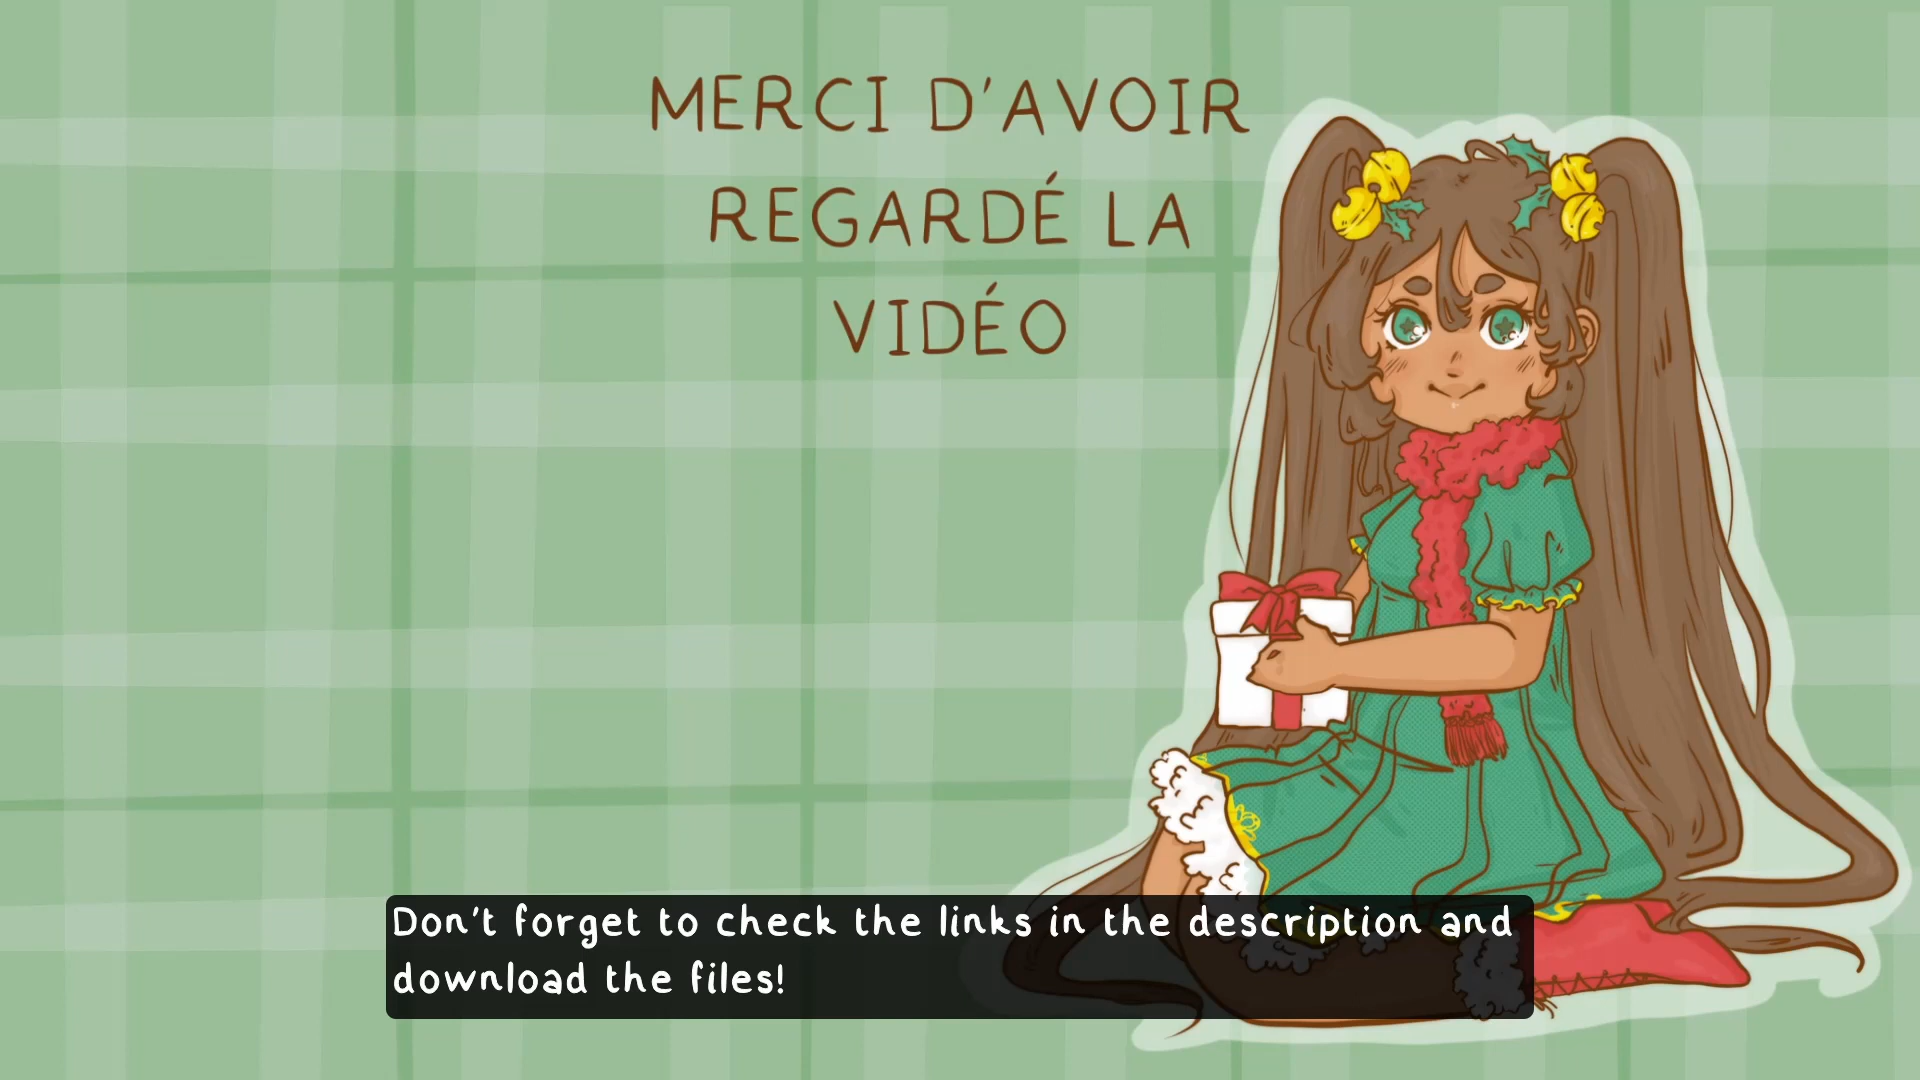 MERCI D'AVOIR
REGARDÉ LA
VIDÉO
Don't forget to check the links in the description and
download the files!